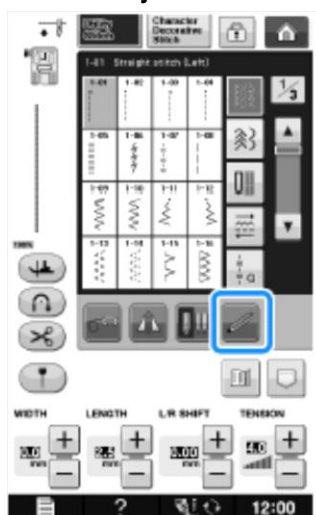 Utility Stitch
Character Decorative Stitch
1-01 Straight stitch (Left)
1-01 1-02 1-03 1-04
1/3
1-05 1-06 1-07 1-08
1-09 1-10 1-11 1-12
1-13 1-14 1-15 1-16
100%
WIDTH LENGTH L/R SHIFT TENSION
0.0 mm + - 2.5 mm + - 0.00 mm + - 4.0 + -
? 12:00